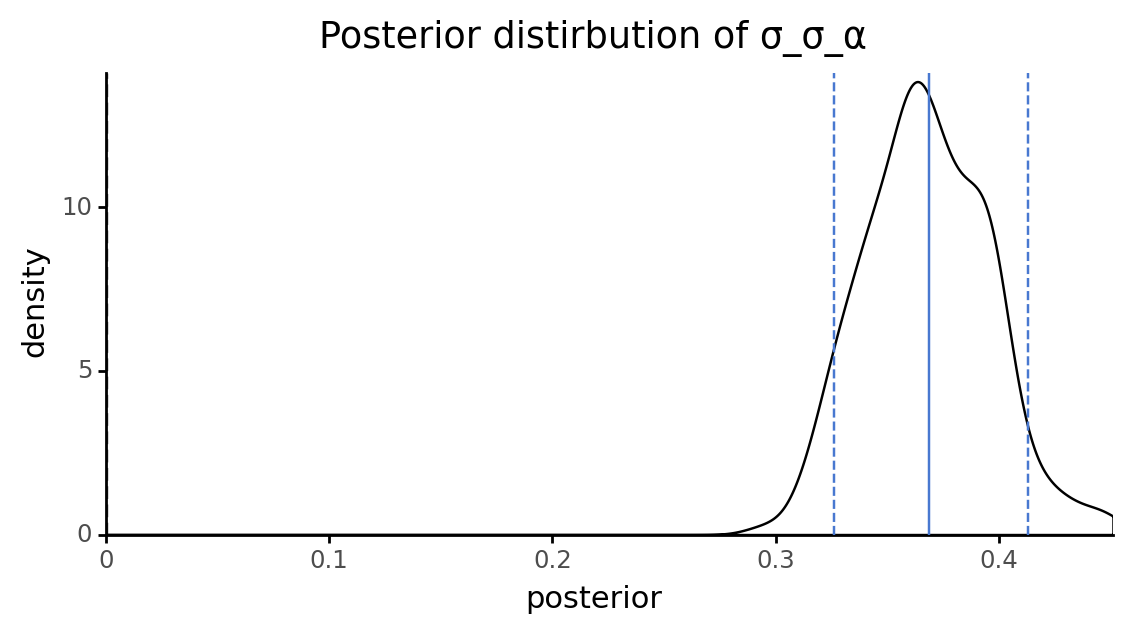 Posterior distirbution of σ_σ_α
density
10
5
0
0 0.1 0.2 0.3 0.4
posterior